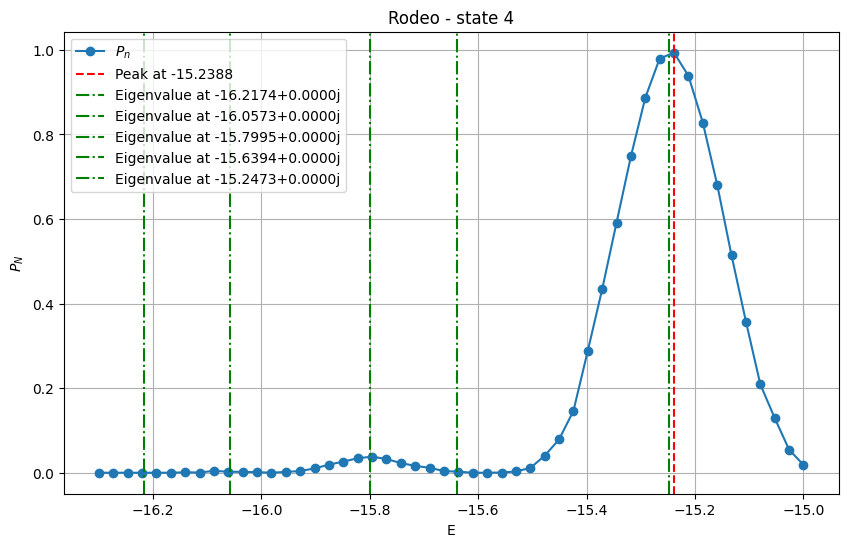 Rodeo - state 4
Pₙ
Peak at -15.2388
Eigenvalue at -16.2174+0.0000j
Eigenvalue at -16.0573+0.0000j
Eigenvalue at -15.7995+0.0000j
Eigenvalue at -15.6394+0.0000j
Eigenvalue at -15.2473+0.0000j
1.0
0.8
0.6
0.4
0.2
0.0
P_N
−16.2 −16.0 −15.8 −15.6 −15.4 −15.2 −15.0
E